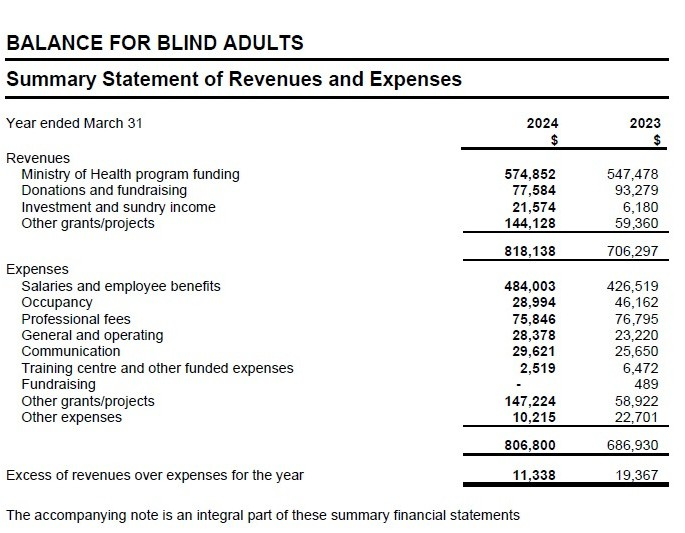 BALANCE FOR BLIND ADULTS
Summary Statement of Revenues and Expenses
Year ended March 31 2024 2023
$ $
Revenues
Ministry of Health program funding 574,852 547,478
Donations and fundraising 77,584 93,279
Investment and sundry income 21,574 6,180
Other grants/projects 144,128 59,360
818,138 706,297
Expenses
Salaries and employee benefits 484,003 426,519
Occupancy 28,994 46,162
Professional fees 75,846 76,795
General and operating 28,378 23,220
Communication 29,621 25,650
Training centre and other funded expenses 2,519 6,472
Fundraising - 489
Other grants/projects 147,224 58,922
Other expenses 10,215 22,701
806,800 686,930
Excess of revenues over expenses for the year 11,338 19,367
The accompanying note is an integral part of these summary financial statements